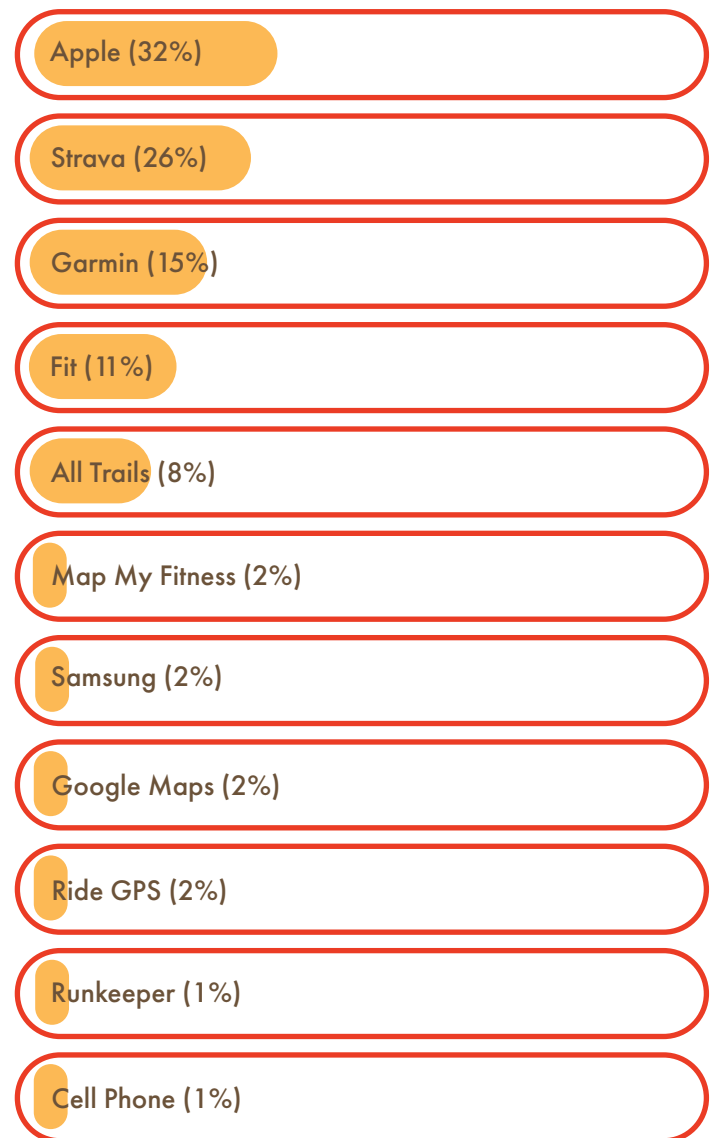 Apple (32%)
Strava (26%)
Garmin (15%)
Fit (11%)
All Trails (8%)
Map My Fitness (2%)
Samsung (2%)
Google Maps (2%)
Ride GPS (2%)
Runkeeper (1%)
Cell Phone (1%)